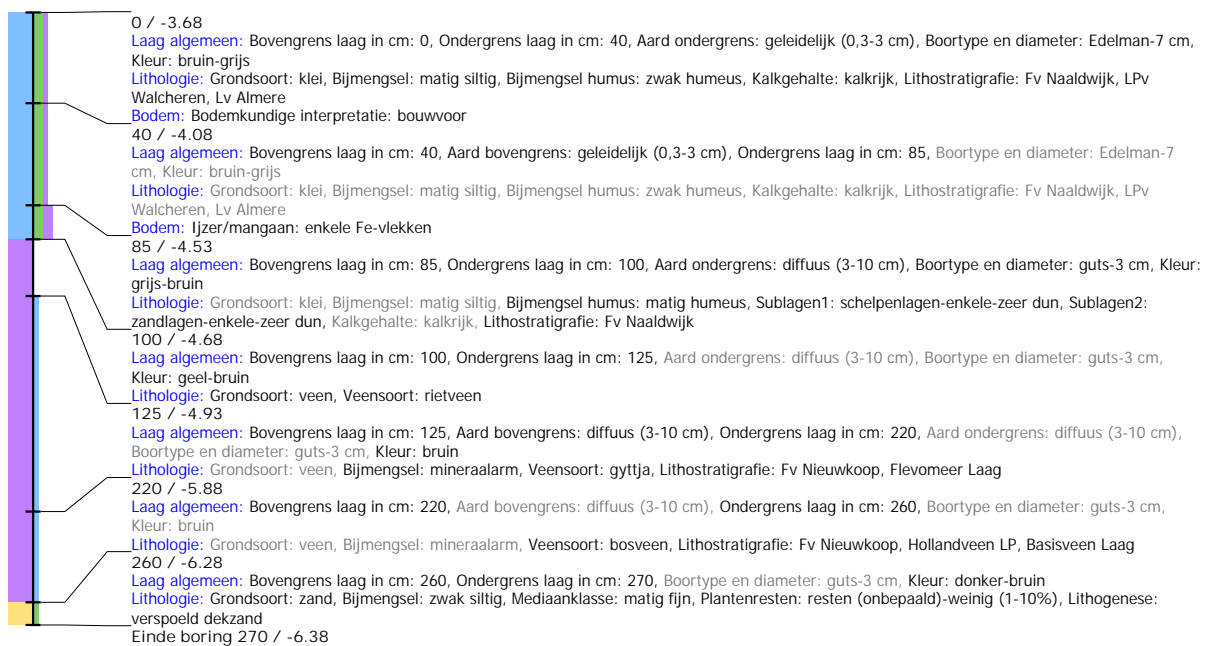 0 / -3.68
Laag algemeen: Bovengrens laag in cm: 0, Ondergrens laag in cm: 40, Aard ondergrens: geleidelijk (0,3-3 cm), Boortype en diameter: Edelman-7 cm,
Kleur: bruin-grijs
Lithologie: Grondsoort: klei, Bijmengsel: matig siltig, Bijmengsel humus: zwak humeus, Kalkgehalte: kalkrijk, Lithostratigrafie: Fv Naaldwijk, LPv
Walcheren, Lv Almere
Bodem: Bodemkundige interpretatie: bouwvoor
40 / -4.08
Laag algemeen: Bovengrens laag in cm: 40, Aard bovengrens: geleidelijk (0,3-3 cm), Ondergrens laag in cm: 85, Boortype en diameter: Edelman-7
cm, Kleur: bruin-grijs
Lithologie: Grondsoort: klei, Bijmengsel: matig siltig, Bijmengsel humus: zwak humeus, Kalkgehalte: kalkrijk, Lithostratigrafie: Fv Naaldwijk, LPv
Walcheren, Lv Almere
Bodem: Ijzer/mangaan: enkele Fe-vlekken
85 / -4.53
Laag algemeen: Bovengrens laag in cm: 85, Ondergrens laag in cm: 100, Aard ondergrens: diffuus (3-10 cm), Boortype en diameter: guts-3 cm, Kleur:
grijs-bruin
Lithologie: Grondsoort: klei, Bijmengsel: matig siltig, Bijmengsel humus: matig humeus, Sublagen1: schelpenlagen-enkele-zeer dun, Sublagen2:
zandlagen-enkele-zeer dun, Kalkgehalte: kalkrijk, Lithostratigrafie: Fv Naaldwijk
100 / -4.68
Laag algemeen: Bovengrens laag in cm: 100, Ondergrens laag in cm: 125, Aard ondergrens: diffuus (3-10 cm), Boortype en diameter: guts-3 cm,
Kleur: geel-bruin
Lithologie: Grondsoort: veen, Veensoort: rietveen
125 / -4.93
Laag algemeen: Bovengrens laag in cm: 125, Aard bovengrens: diffuus (3-10 cm), Ondergrens laag in cm: 220, Aard ondergrens: diffuus (3-10 cm),
Boortype en diameter: guts-3 cm, Kleur: bruin
Lithologie: Grondsoort: veen, Bijmengsel: mineraalarm, Veensoort: gyttja, Lithostratigrafie: Fv Nieuwkoop, Flevomeer Laag
220 / -5.88
Laag algemeen: Bovengrens laag in cm: 220, Aard bovengrens: diffuus (3-10 cm), Ondergrens laag in cm: 260, Boortype en diameter: guts-3 cm,
Kleur: bruin
Lithologie: Grondsoort: veen, Bijmengsel: mineraalarm, Veensoort: bosveen, Lithostratigrafie: Fv Nieuwkoop, Hollandveen LP, Basisveen Laag
260 / -6.28
Laag algemeen: Bovengrens laag in cm: 260, Ondergrens laag in cm: 270, Boortype en diameter: guts-3 cm, Kleur: donker-bruin
Lithologie: Grondsoort: zand, Bijmengsel: zwak siltig, Mediaanklasse: matig fijn, Plantenresten: resten (onbepaald)-weinig (1-10%), Lithogenese:
verspoeld dekzand
Einde boring 270 / -6.38